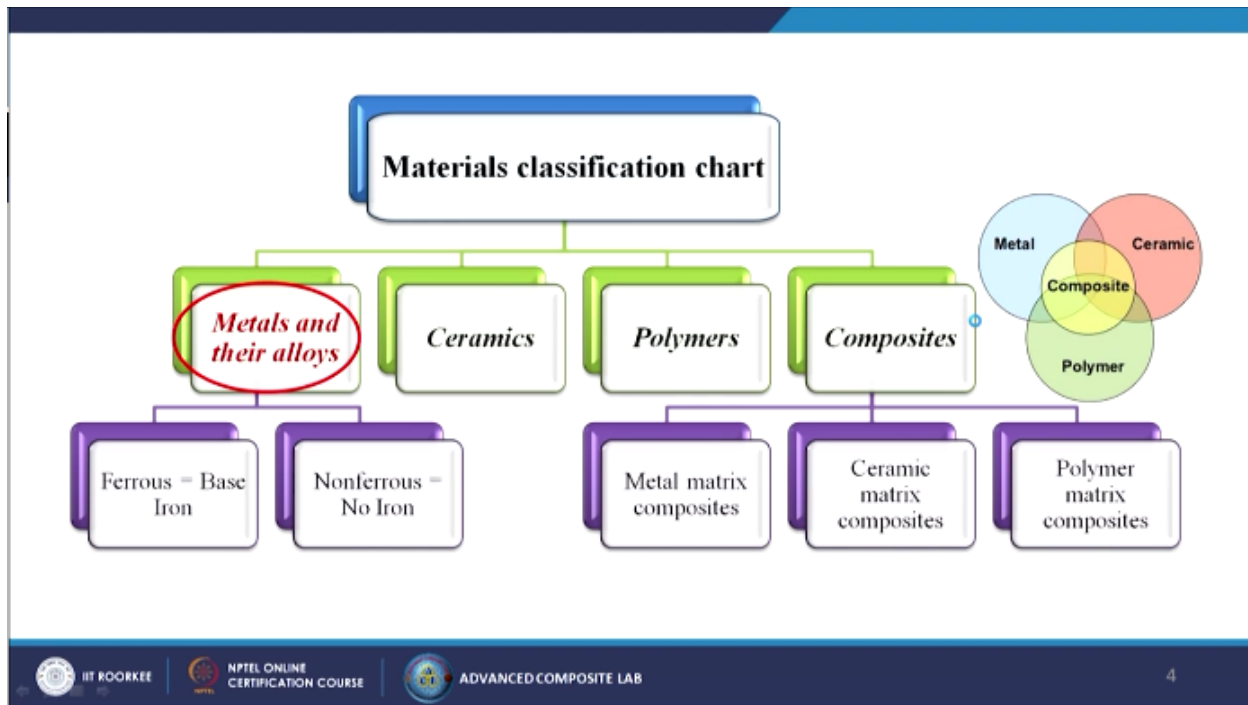 Materials classification chart
Metals and
their alloys
Ceramics
Polymers
Composites
Metal
Ceramic
Composite
Polymer
Ferrous = Base
Iron
Nonferrous =
No Iron
Metal matrix
composites
Ceramic
matrix
composites
Polymer
matrix
composites
IIT ROORKEE
NPTEL
NPTEL ONLINE
CERTIFICATION COURSE
ADVANCED COMPOSITE LAB
4